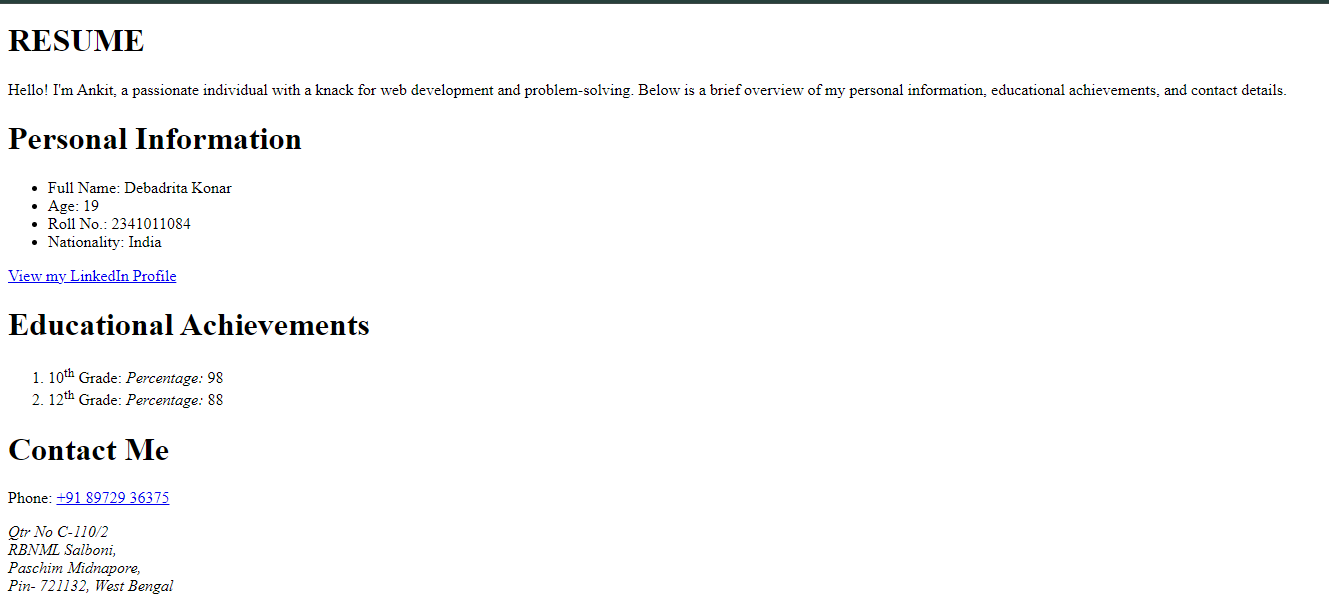 RESUME
Hello! I'm Ankit, a passionate individual with a knack for web development and problem-solving. Below is a brief overview of my personal information, educational achievements, and contact details.
Personal Information
• Full Name: Debadrita Konar
• Age: 19
• Roll No.: 2341011084
• Nationality: India
View my LinkedIn Profile
Educational Achievements
1. 10th Grade: Percentage: 98
2. 12th Grade: Percentage: 88
Contact Me
Phone: +91 89729 36375
Qtr No C-110/2
RBNML Salboni,
Paschim Midnapore,
Pin- 721132, West Bengal